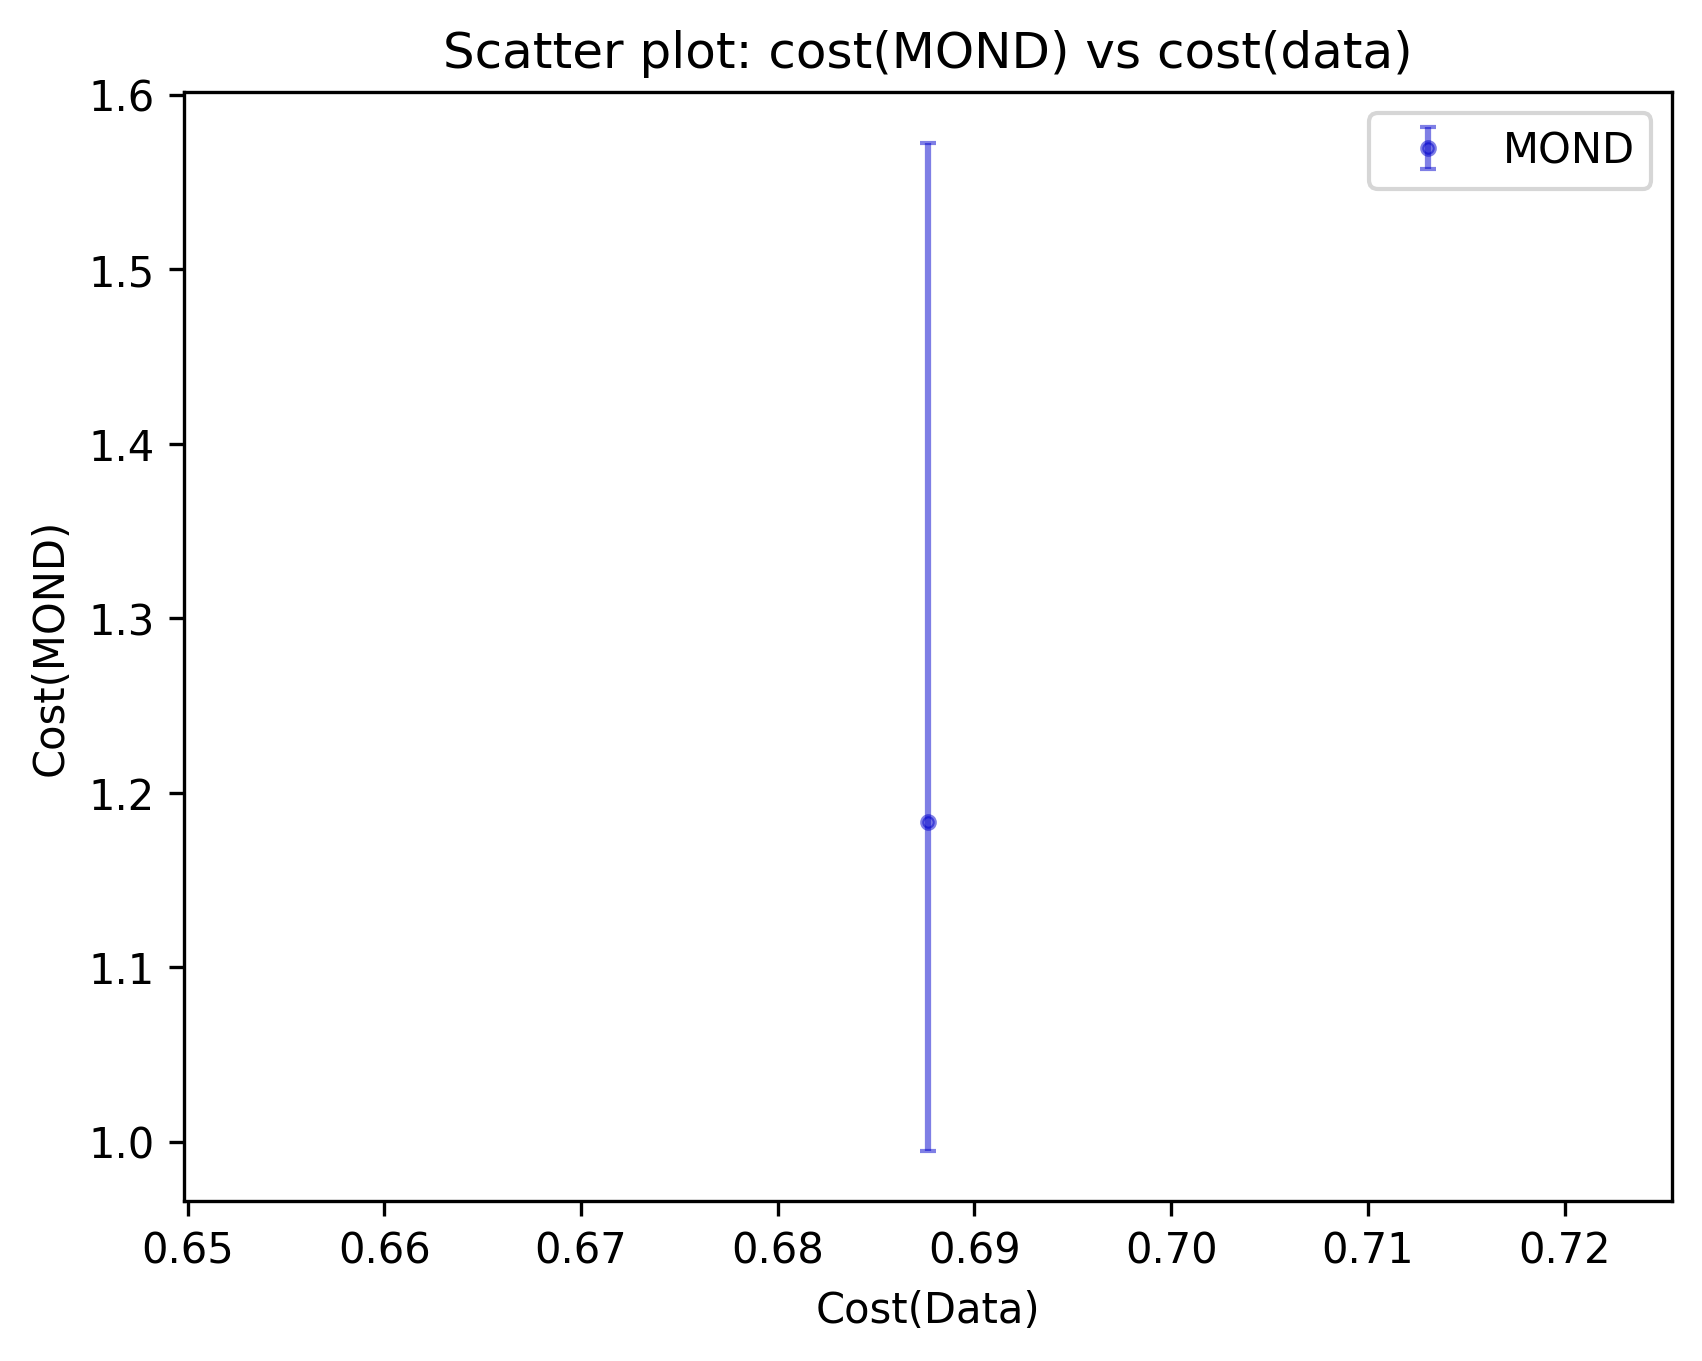 Scatter plot: cost(MOND) vs cost(data)
MOND
1.6
1.5
1.4
1.3
1.2
1.1
1.0
Cost(MOND)
0.65 0.66 0.67 0.68 0.69 0.70 0.71 0.72
Cost(Data)